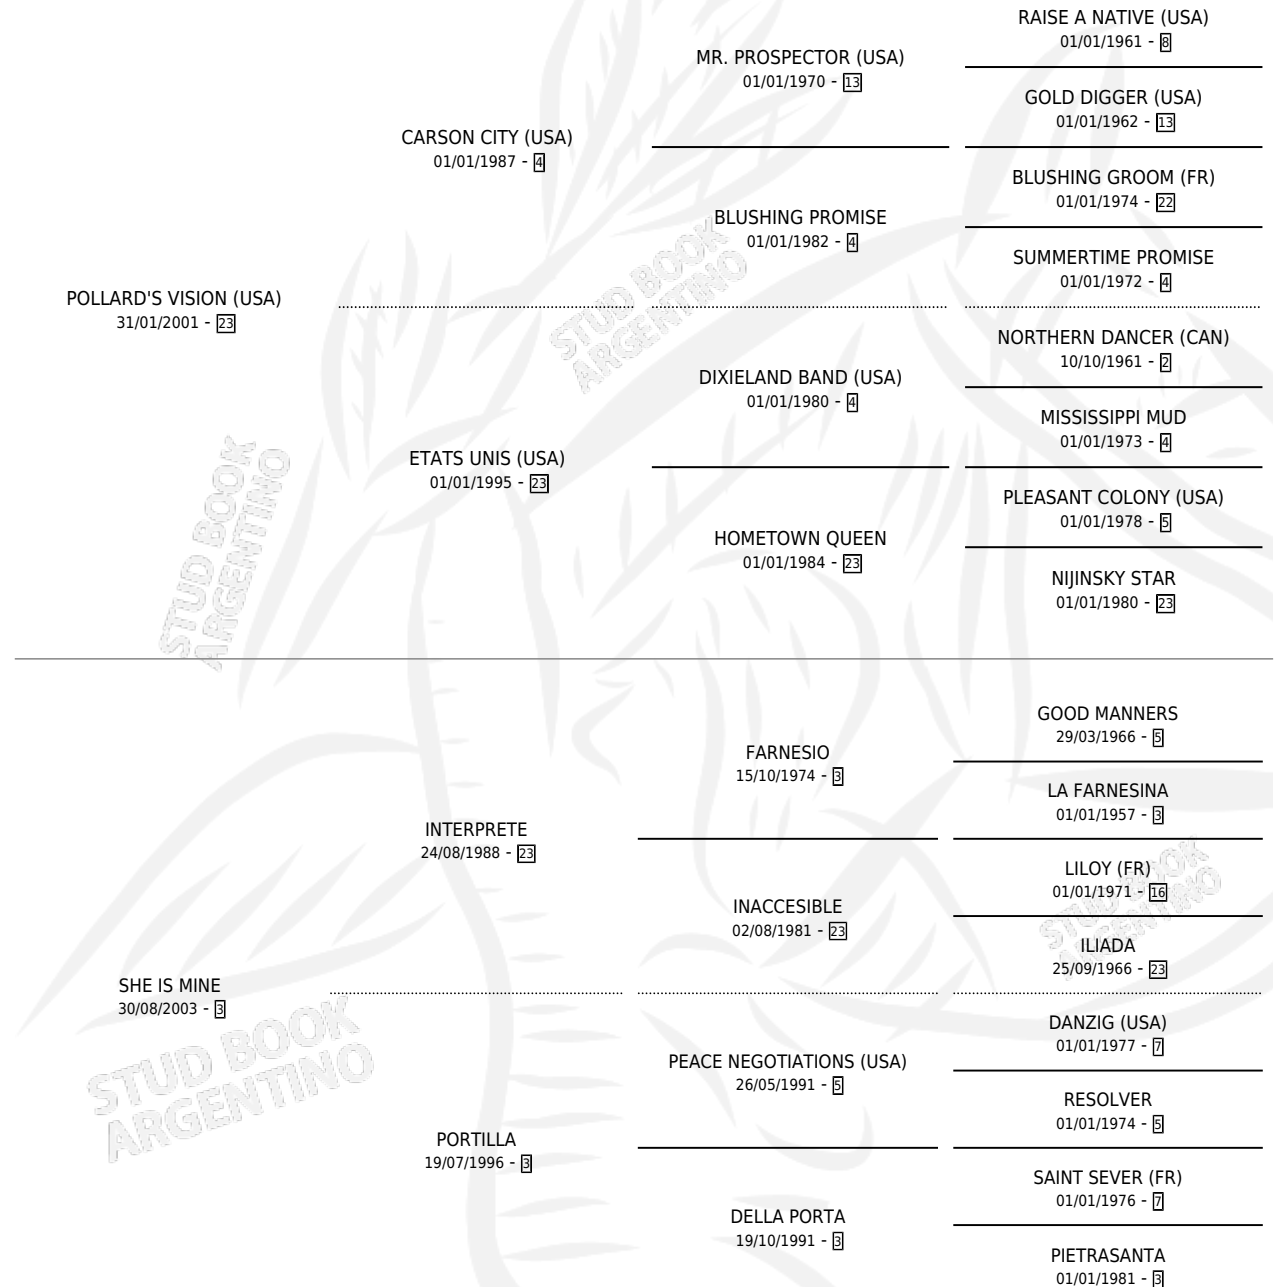 RAISE A NATIVE (USA)
01/01/1961 - 8
MR. PROSPECTOR (USA)
01/01/1970 - 13
GOLD DIGGER (USA)
01/01/1962 - 13
CARSON CITY (USA)
01/01/1987 - 4
BLUSHING GROOM (FR)
01/01/1974 - 22
BLUSHING PROMISE
01/01/1982 - 4
SUMMERTIME PROMISE
01/01/1972 - 4
POLLARD'S VISION (USA)
31/01/2001 - 23
NORTHERN DANCER (CAN)
10/10/1961 - 2
DIXIELAND BAND (USA)
01/01/1980 - 4
MISSISSIPPI MUD
01/01/1973 - 4
ETATS UNIS (USA)
01/01/1995 - 23
PLEASANT COLONY (USA)
01/01/1978 - 5
HOMETOWN QUEEN
01/01/1984 - 23
NIJINSKY STAR
01/01/1980 - 23
GOOD MANNERS
29/03/1966 - 5
FARNESIO
15/10/1974 - 3
LA FARNESINA
01/01/1957 - 3
INTERPRETE
24/08/1988 - 23
LILOY (FR)
01/01/1971 - 16
INACCESIBLE
02/08/1981 - 23
ILIADA
25/09/1966 - 23
SHE IS MINE
30/08/2003 - 3
DANZIG (USA)
01/01/1977 - 7
PEACE NEGOTIATIONS (USA)
26/05/1991 - 5
RESOLVER
01/01/1974 - 5
PORTILLA
19/07/1996 - 3
SAINT SEVER (FR)
01/01/1976 - 7
DELLA PORTA
19/10/1991 - 3
PIETRASANTA
01/01/1981 - 3
STUD BOOK
ARGENTINO
STUD BOOK
ARGENTINO
STUD BOOK
ARGENTINO
STUD BOOK
ARGENTINO